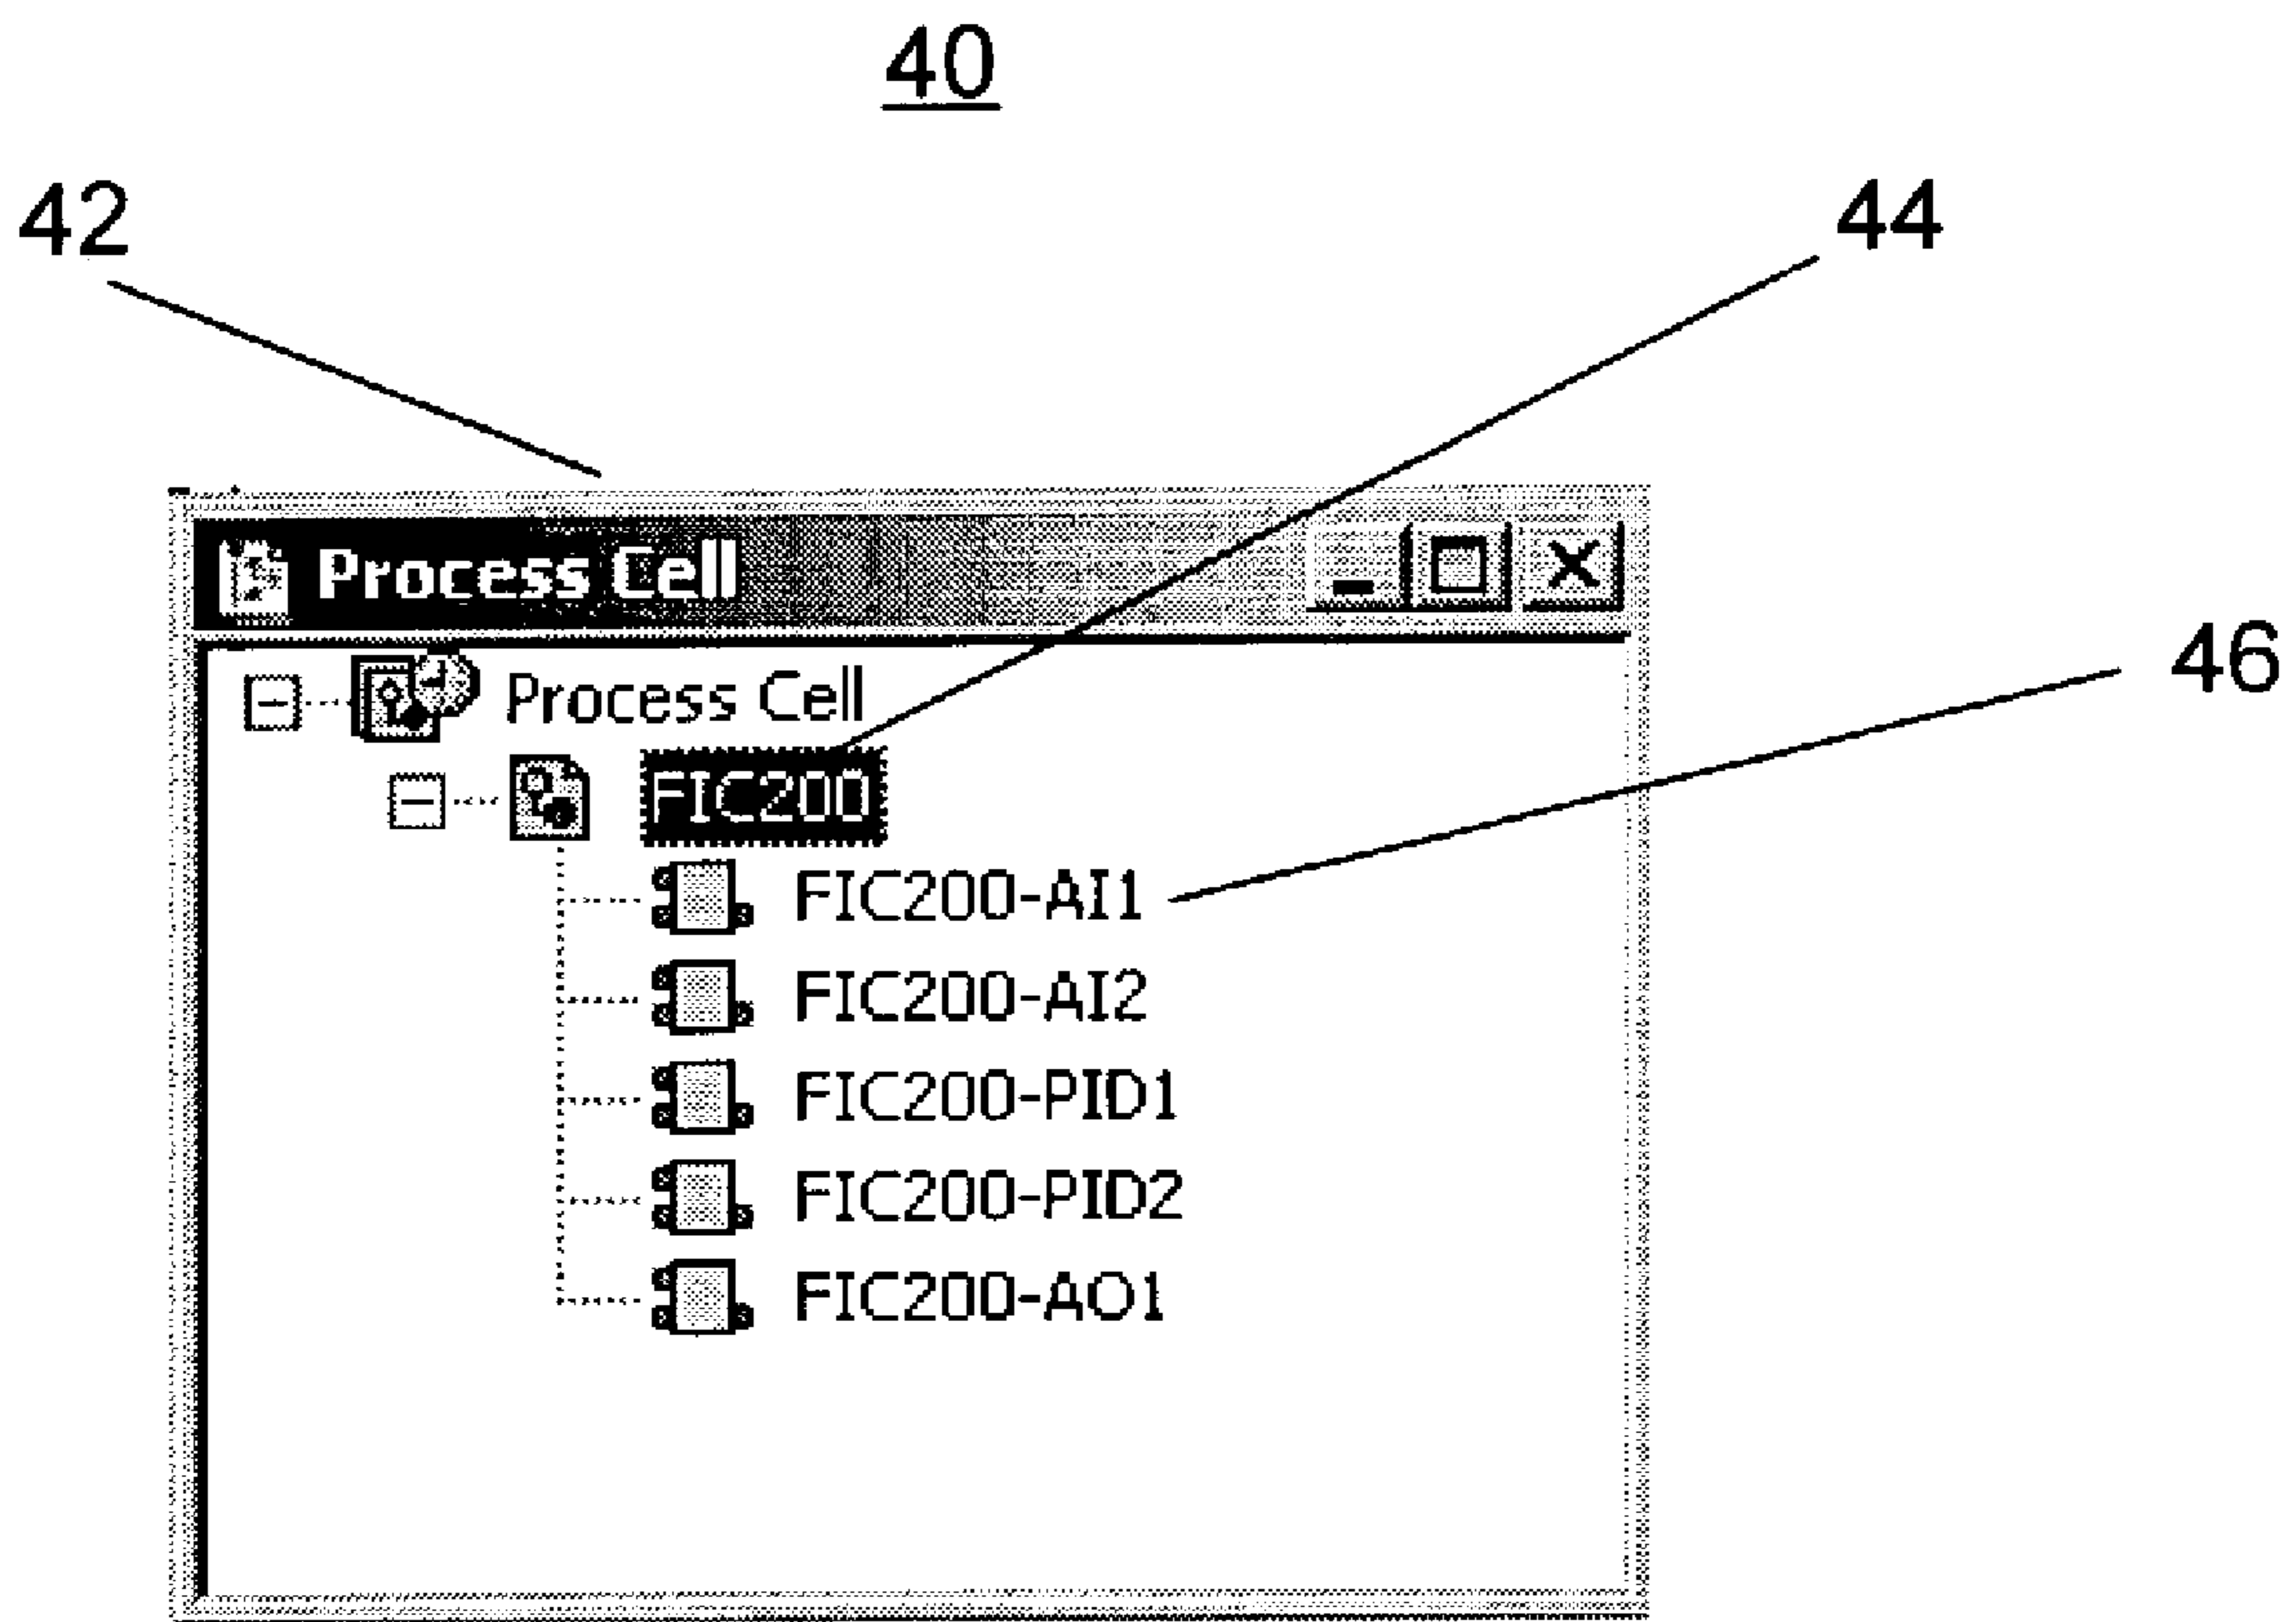 40
42
44
Process Cell
46
Process Cell
FIC200
FIC200-AI1
FIC200-AI2
FIC200-PID1
FIC200-PID2
FIC200-AO1